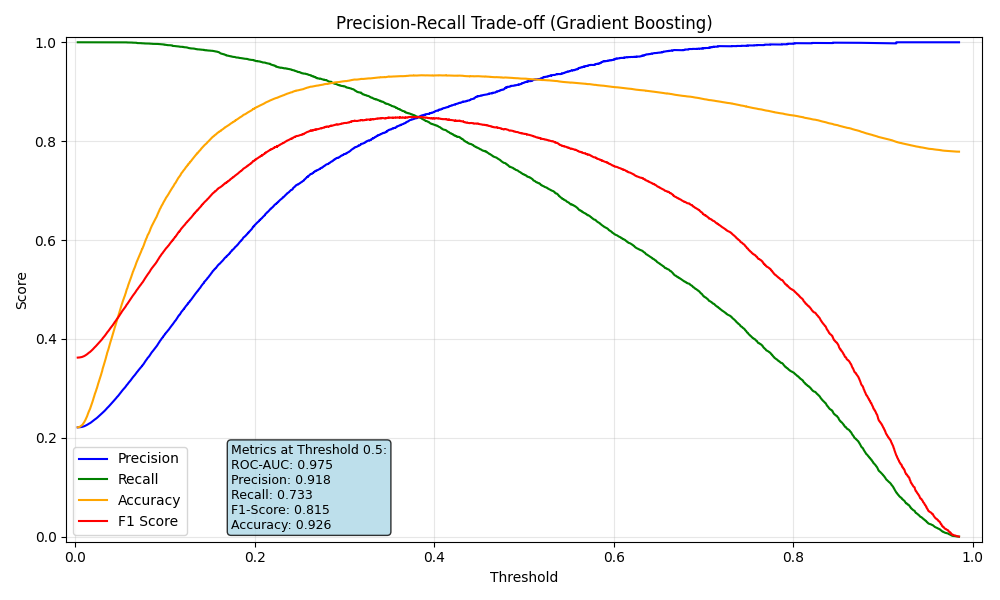 Precision-Recall Trade-off (Gradient Boosting)
Score
1.0
0.8
0.6
0.4
0.2
0.0
Precision
Recall
Accuracy
F1 Score
Metrics at Threshold 0.5:
ROC-AUC: 0.975
Precision: 0.918
Recall: 0.733
F1-Score: 0.815
Accuracy: 0.926
0.0 0.2 0.4 0.6 0.8 1.0
Threshold